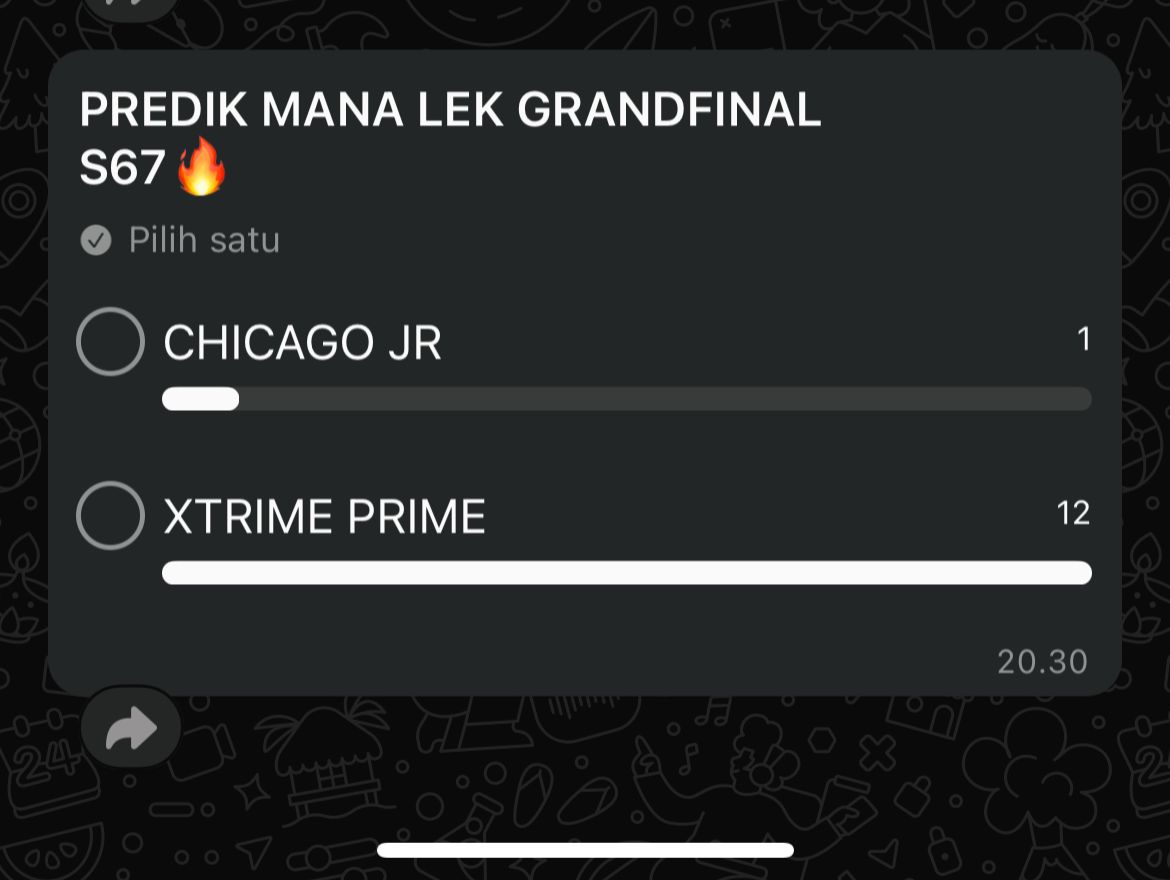 PREDIK MANA LEK GRANDFINAL
S67🔥
Pilih satu
CHICAGO JR 1
XTRIME PRIME 12
20.30